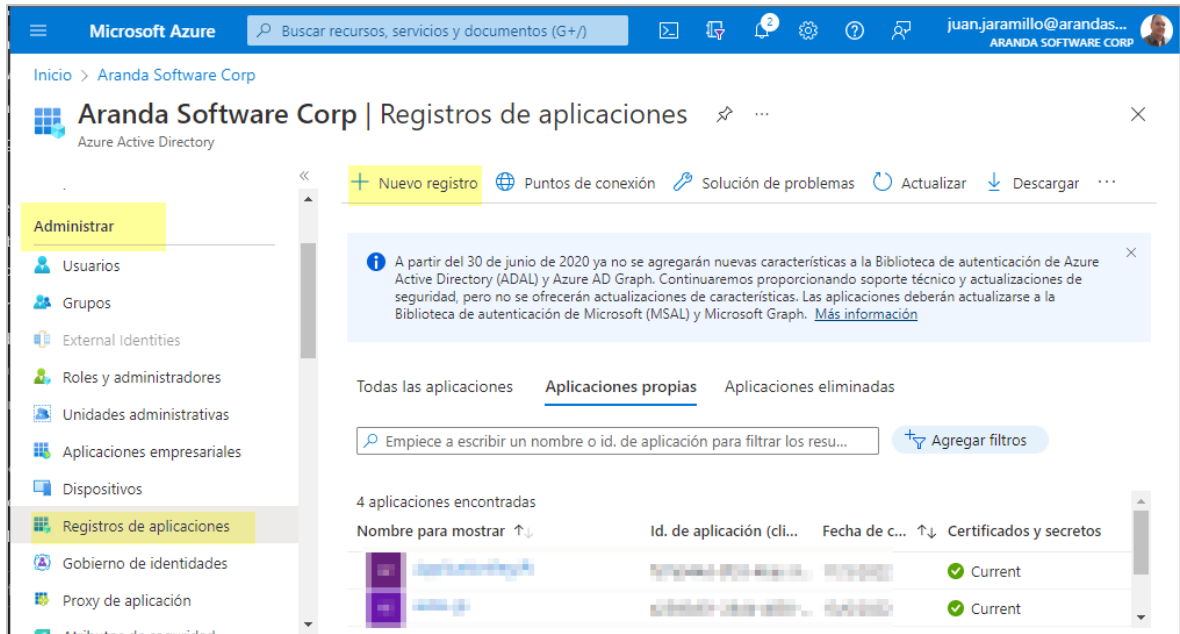 Microsoft Azure
Buscar recursos, servicios y documentos (G+/)
2
juan.jaramillo@arandas...
ARANDA SOFTWARE CORP
Inicio > Aranda Software Corp
Aranda Software Corp | Registros de aplicaciones
Azure Active Directory
Administrar
Usuarios
Grupos
External Identities
Roles y administradores
Unidades administrativas
Aplicaciones empresariales
Dispositivos
Registros de aplicaciones
Gobierno de identidades
Proxy de aplicación
Nuevo registro Puntos de conexión Solución de problemas Actualizar Descargar
A partir del 30 de junio de 2020 ya no se agregarán nuevas características a la Biblioteca de autenticación de Azure
Active Directory (ADAL) y Azure AD Graph. Continuaremos proporcionando soporte técnico y actualizaciones de
seguridad, pero no se ofrecerán actualizaciones de características. Las aplicaciones deberán actualizarse a la
Biblioteca de autenticación de Microsoft (MSAL) y Microsoft Graph. Más información
Todas las aplicaciones Aplicaciones propias Aplicaciones eliminadas
Empiece a escribir un nombre o id. de aplicación para filtrar los resu...
Agregar filtros
4 aplicaciones encontradas
Nombre para mostrar Id. de aplicación (cli... Fecha de c... Certificados y secretos
Current
Current